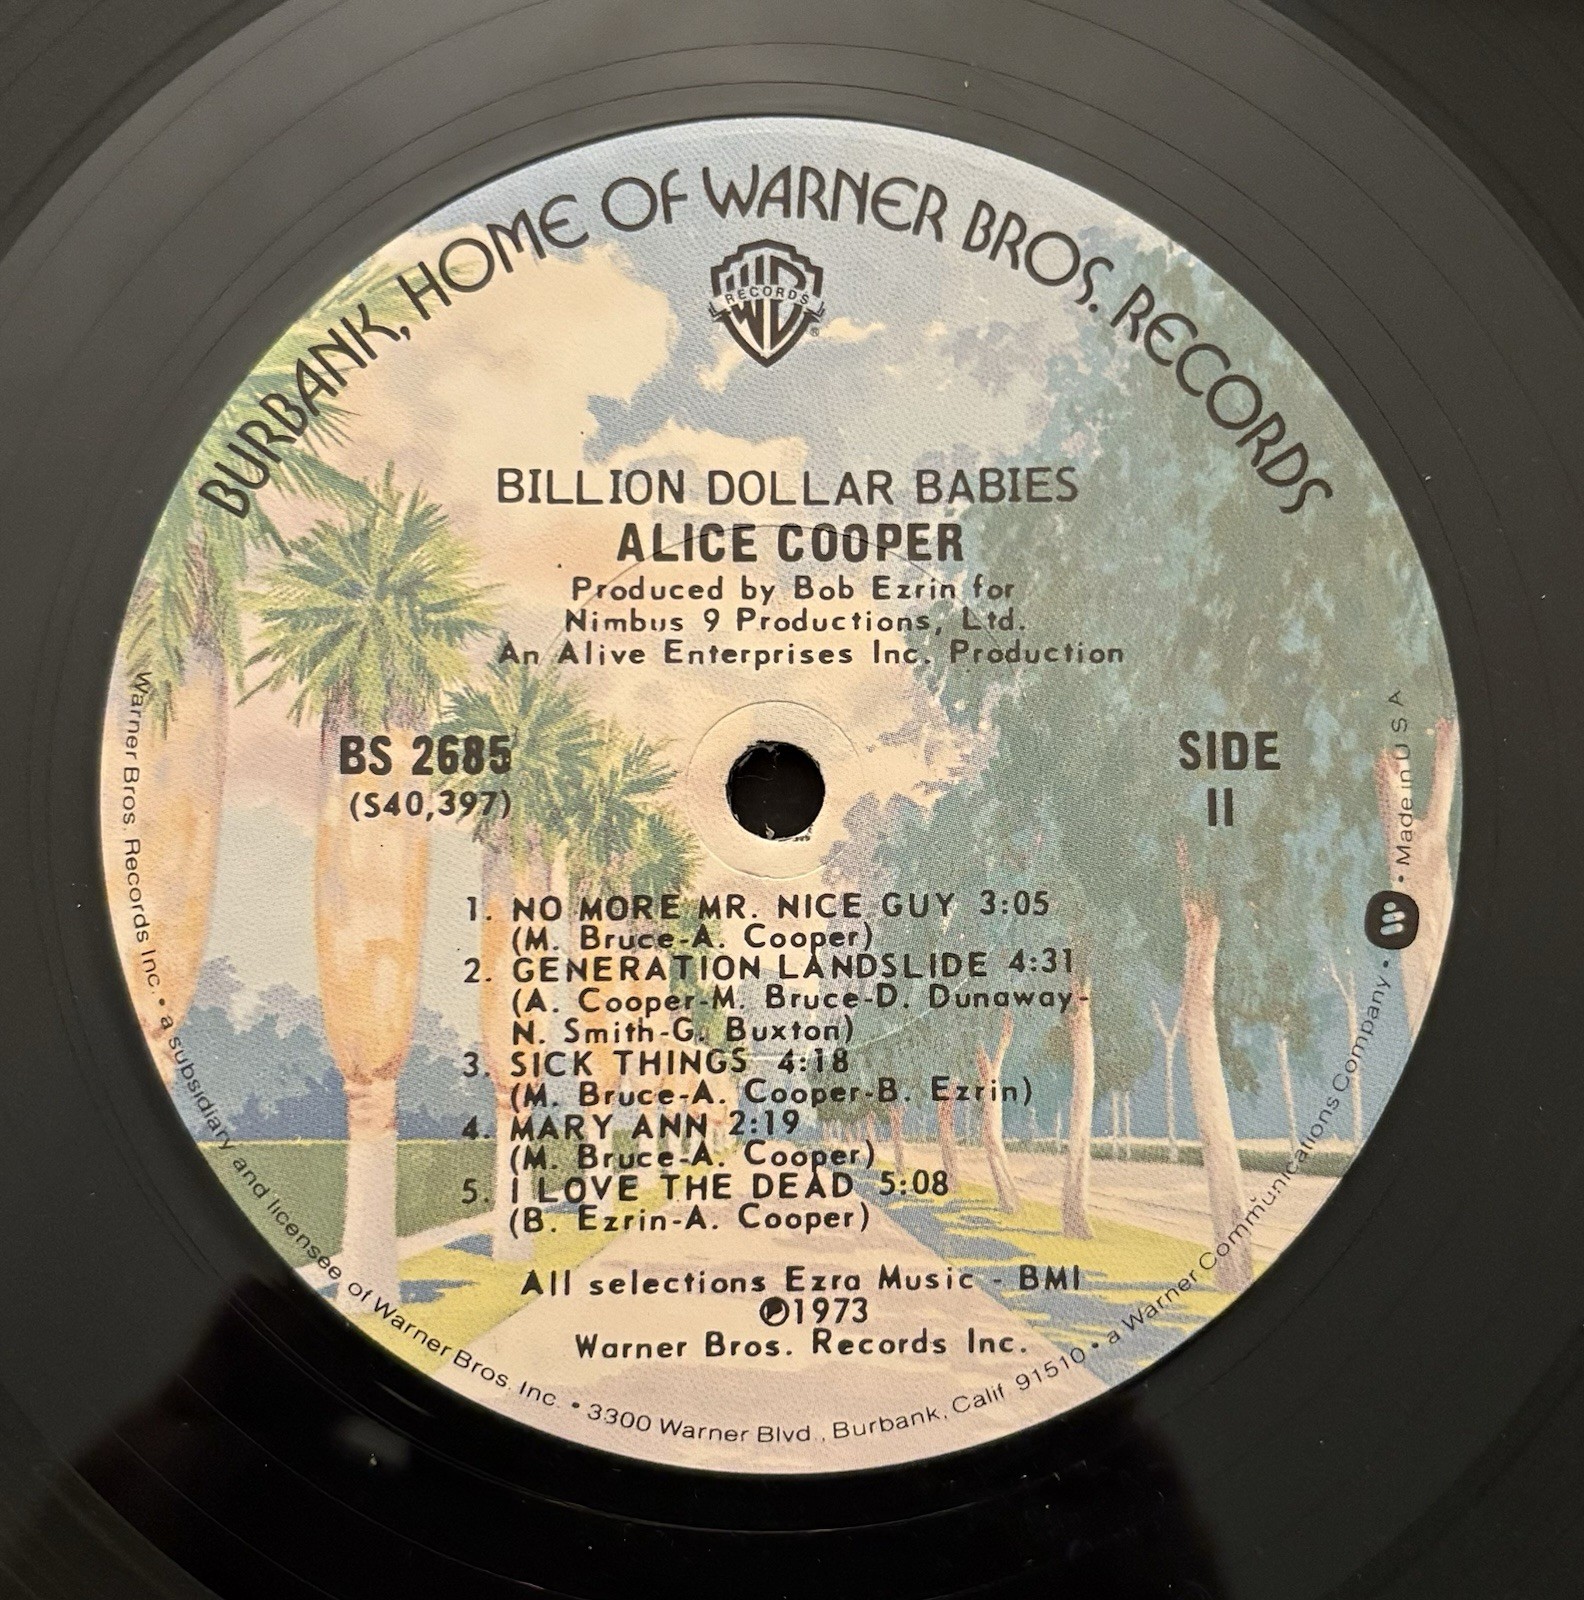 BURBANK, HOME OF WARNER BROS. RECORDS
WB
RECORDS
®
BILLION DOLLAR BABIES
ALICE COOPER
Produced by Bob Ezrin for
Nimbus 9 Productions, Ltd.
An Alive Enterprises Inc. Production
BS 2685
(S40,397)
SIDE
II
1. NO MORE MR. NICE GUY 3:05
(M. Bruce-A. Cooper)
2. GENERATION LANDSLIDE 4:31
(A. Cooper-M. Bruce-D. Dunaway-
N. Smith-G. Buxton)
3. SICK THINGS 4:18
(M. Bruce-A. Cooper-B. Ezrin)
4. MARY ANN 2:19
(M. Bruce-A. Cooper)
5. I LOVE THE DEAD 5:08
(B. Ezrin-A. Cooper)
All selections Ezra Music - BMI
℗1973
Warner Bros. Records Inc.
Warner Bros. Records Inc. • a subsidiary and licensee of Warner Bros. Inc. • 3300 Warner Blvd., Burbank, Calif. 91510 • a Warner Communications Company • W • Made in U S A